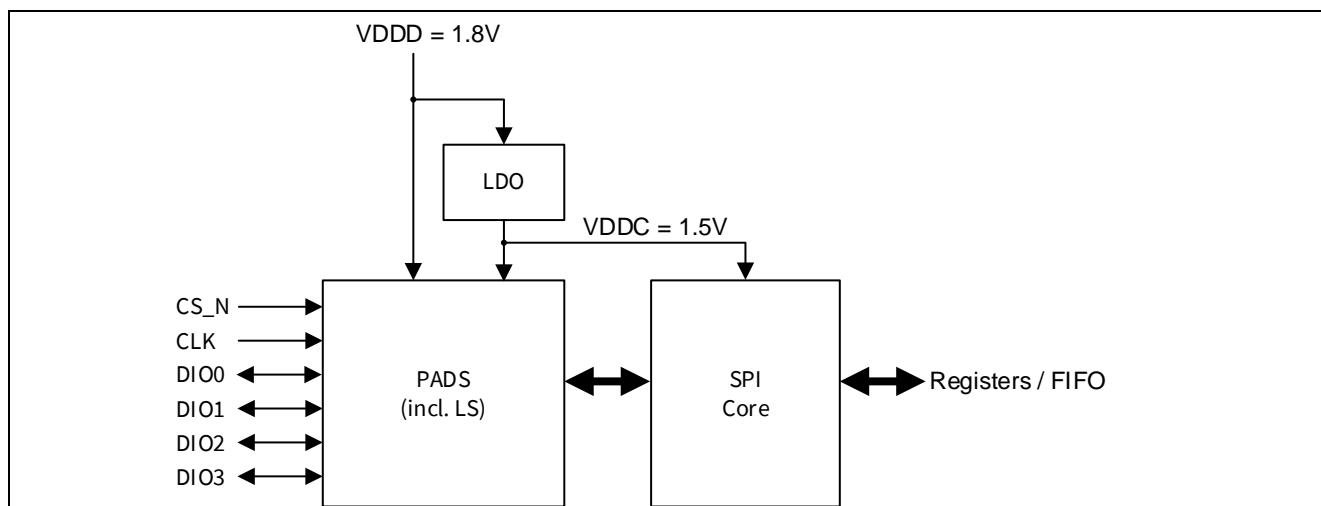 VDDD = 1.8V
LDO
VDDC = 1.5V
CS_N
CLK
DIO0
DIO1
DIO2
DIO3
PADS
(incl. LS)
SPI
Core
Registers / FIFO